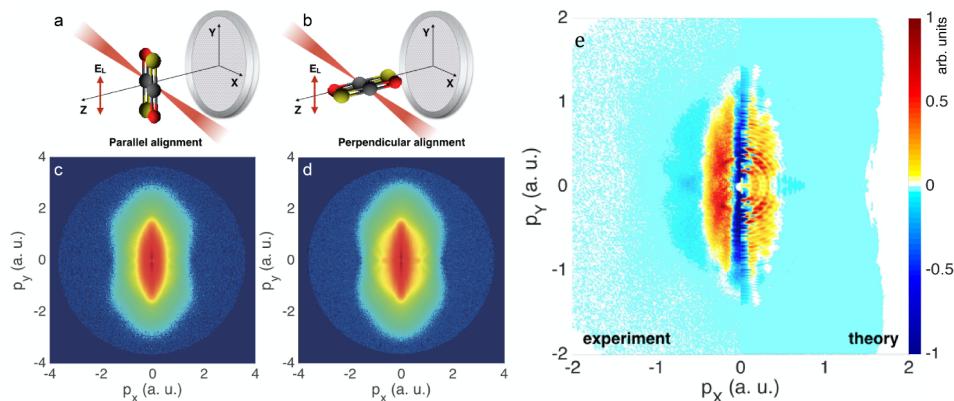 a
Y
X
Z
E_L
Parallel alignment
b
Y
X
Z
E_L
Perpendicular alignment
c
4
2
0
-2
-4
p_y (a. u.)
-4 -2 0 2 4
p_x (a. u.)
d
4
2
0
-2
-4
p_y (a. u.)
-4 -2 0 2 4
p_x (a. u.)
e
2
1
0
-1
-2
p_Y (a. u.)
experiment
theory
-2 -1 0 1 2
p_X (a. u.)
1
0.5
0
-0.5
-1
arb. units